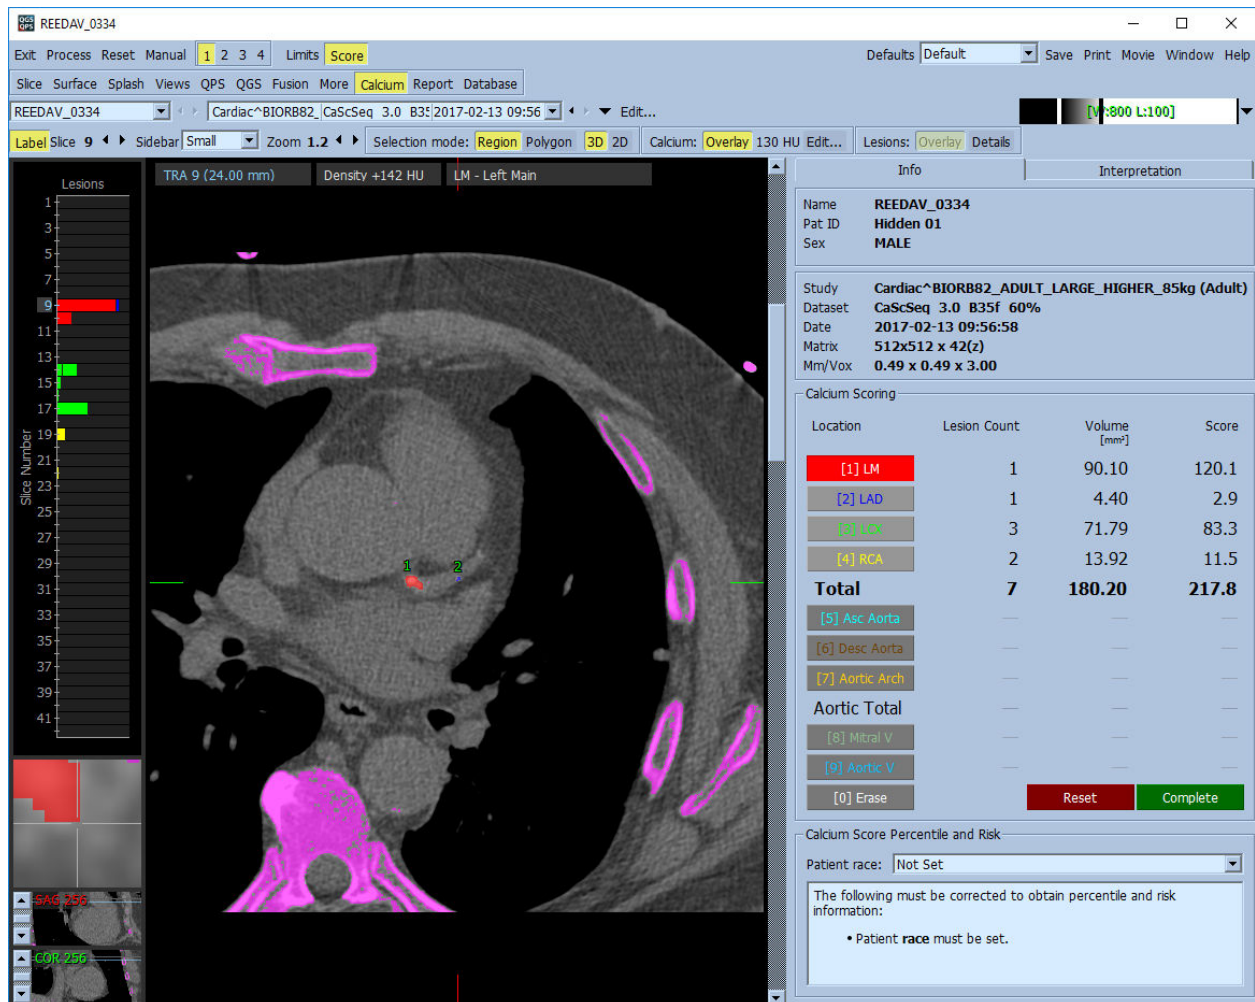 QGS
QPS
REEDAV_0334
Exit Process Reset Manual 1 2 3 4 Limits Score
Defaults Default Save Print Movie Window Help
Slice Surface Splash Views QPS QGS Fusion More Calcium Report Database
REEDAV_0334 Cardiac^BIORB82_ CaScSeq 3.0 B35 2017-02-13 09:56 Edit...
[W:800 L:100]
Label Slice 9 Sidebar Small Zoom 1.2 Selection mode: Region Polygon 3D 2D Calcium: Overlay 130 HU Edit... Lesions: Overlay Details
Lesions
1
3
5
7
9
11
13
15
17
19
21
23
25
27
29
31
33
35
37
39
41
Slice Number
SAG 256
COR 256
TRA 9 (24.00 mm) Density +142 HU LM - Left Main
1 2
Info Interpretation
Name REEDAV_0334
Pat ID Hidden 01
Sex MALE
Study Cardiac^BIORB82_ADULT_LARGE_HIGHER_85kg (Adult)
Dataset CaScSeq 3.0 B35f 60%
Date 2017-02-13 09:56:58
Matrix 512x512 x 42(z)
Mm/Vox 0.49 x 0.49 x 3.00
Calcium Scoring
Location Lesion Count Volume Score
[mm³]
[1] LM 1 90.10 120.1
[2] LAD 1 4.40 2.9
[3] LCX 3 71.79 83.3
[4] RCA 2 13.92 11.5
Total 7 180.20 217.8
[5] Asc Aorta — — —
[6] Desc Aorta — — —
[7] Aortic Arch — — —
Aortic Total — — —
[8] Mitral V — — —
[9] Aortic V — — —
[0] Erase Reset Complete
Calcium Score Percentile and Risk
Patient race: Not Set
The following must be corrected to obtain percentile and risk
information:
• Patient race must be set.